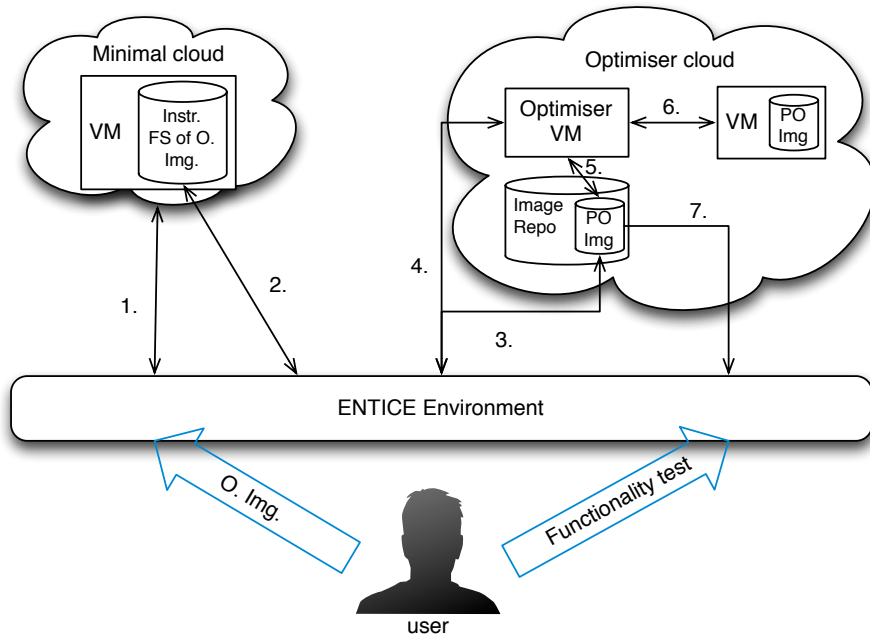 Minimal cloud
VM
Instr.
FS of O.
Img.
Optimiser cloud
Optimiser
VM
6.
VM
PO
Img
5.
Image
Repo
PO
Img
7.
1.
2.
4.
3.
ENTICE Environment
O. Img.
Functionality test
user